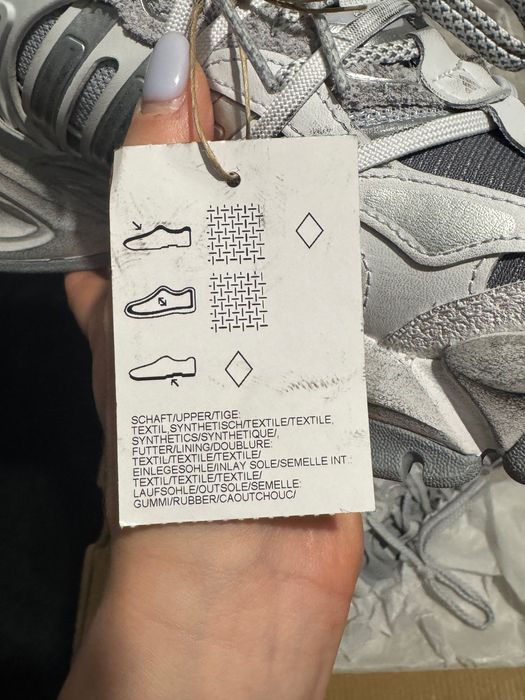 SCHAFT/UPPER/TIGE:
TEXTIL,SYNTHETISCH/TEXTILE/TEXTILE,
SYNTHETICS/SYNTHETIQUE/,
FUTTER/LINING/DOUBLURE:
TEXTIL/TEXTILE/TEXTILE/
EINLEGESOHLE/INLAY SOLE/SEMELLE INT.:
TEXTIL/TEXTILE/TEXTILE/
LAUFSOHLE/OUTSOLE/SEMELLE:
GUMMI/RUBBER/CAOUTCHOUC/